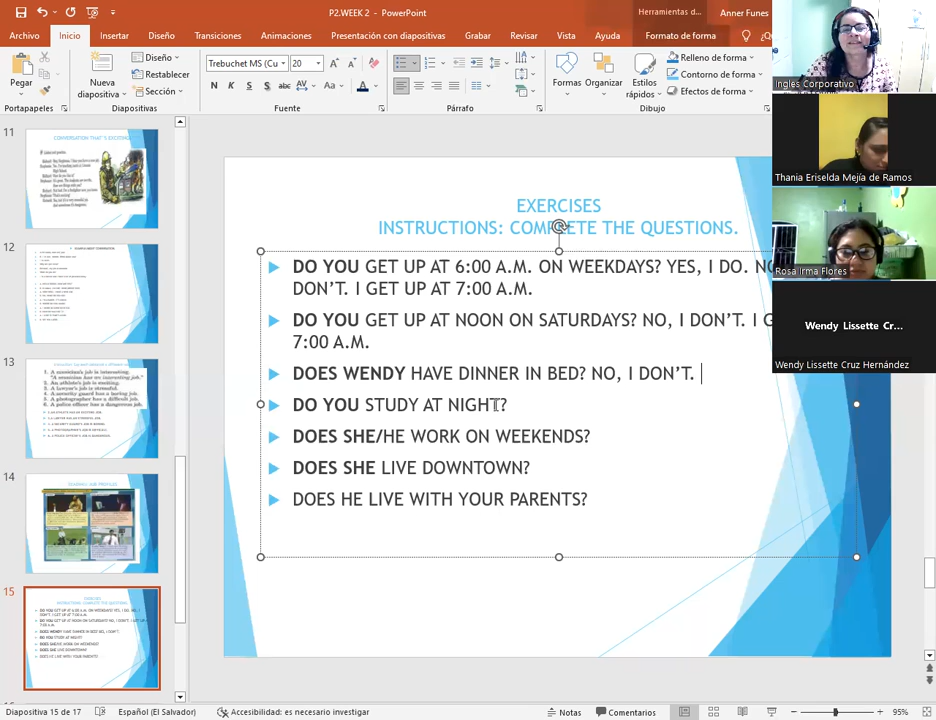 P2.WEEK 2 - PowerPoint
Herramientas d...
Anner Funes
Archivo Inicio Insertar Diseño Transiciones Animaciones Presentación con diapositivas Grabar Revisar Vista Ayuda Formato de forma
Pegar
Portapapeles
Nueva diapositiva
Diseño
Restablecer
Sección
Diapositivas
Trebuchet MS (Cu 20
N K S abc AV Aa A
Fuente
Párrafo
Formas Organizar Estilos rápidos
Relleno de forma
Contorno de forma
Efectos de forma
Dibujo
Ingles Corporativo
Thania Eriselda Mejía de Ramos
Rosa Irma Flores
Wendy Lissette Cr...
Wendy Lissette Cruz Hernández
11
12
13
14
15
EXERCISES
INSTRUCTIONS: COMPLETE THE QUESTIONS.
DO YOU GET UP AT 6:00 A.M. ON WEEKDAYS? YES, I DO. NO
DON'T. I GET UP AT 7:00 A.M.
DO YOU GET UP AT NOON ON SATURDAYS? NO, I DON'T. I G
7:00 A.M.
DOES WENDY HAVE DINNER IN BED? NO, I DON'T.
DO YOU STUDY AT NIGHT?
DOES SHE/HE WORK ON WEEKENDS?
DOES SHE LIVE DOWNTOWN?
DOES HE LIVE WITH YOUR PARENTS?
Diapositiva 15 de 17 Español (El Salvador) Accesibilidad: es necesario investigar Notas Comentarios 95%